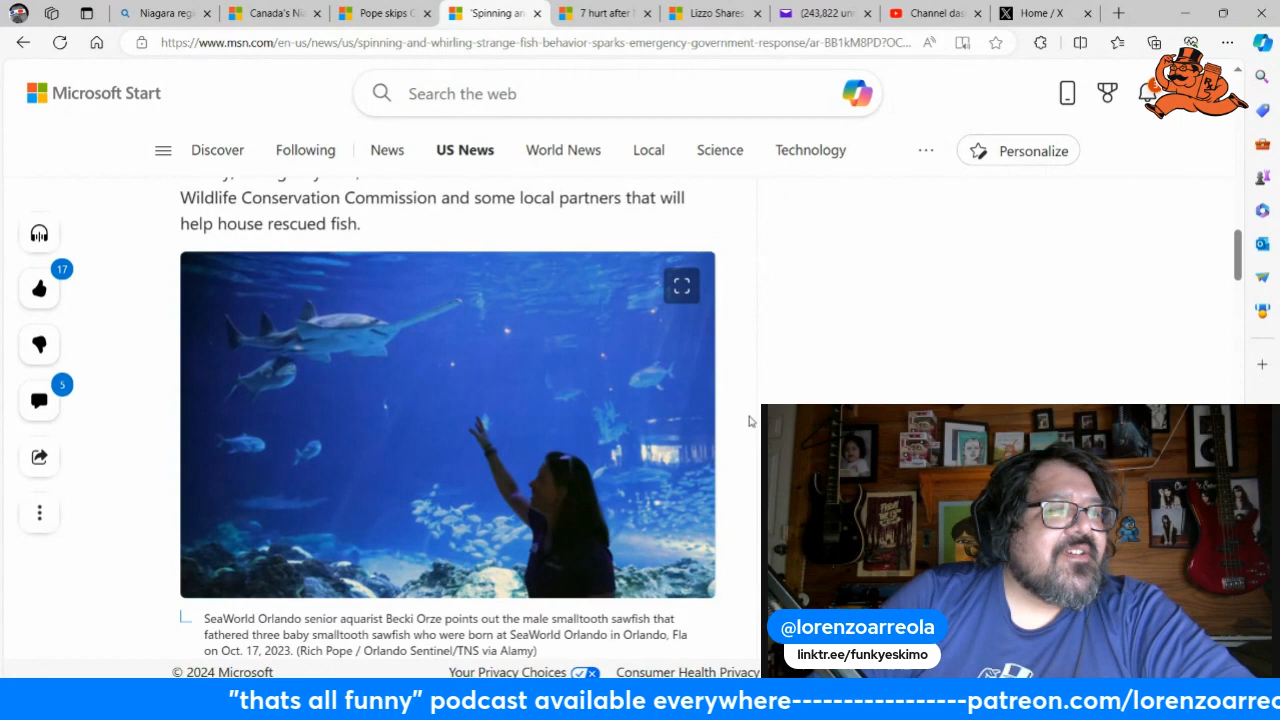 Niagara reg
Canada's Nia
Pope skips G
'Spinning an
7 hurt after
Lizzo Shares
(243,822 un
Channel das
Home / X
https://www.msn.com/en-us/news/us/spinning-and-whirling-strange-fish-behavior-sparks-emergency-government-response/ar-BB1kM8PD?OC...
Microsoft Start
Search the web
Discover
Following
News
US News
World News
Local
Science
Technology
Personalize
Wildlife Conservation Commission and some local partners that will
help house rescued fish.
17
5
SeaWorld Orlando senior aquarist Becki Orze points out the male smalltooth sawfish that
fathered three baby smalltooth sawfish who were born at SeaWorld Orlando in Orlando, Fla
on Oct. 17, 2023. (Rich Pope / Orlando Sentinel/TNS via Alamy)
© 2024 Microsoft
Your Privacy Choices
Consumer Health Privacy
@lorenzoarreola
linktr.ee/funkyeskimo
"thats all funny" podcast available everywhere-----------------patreon.com/lorenzoarreo